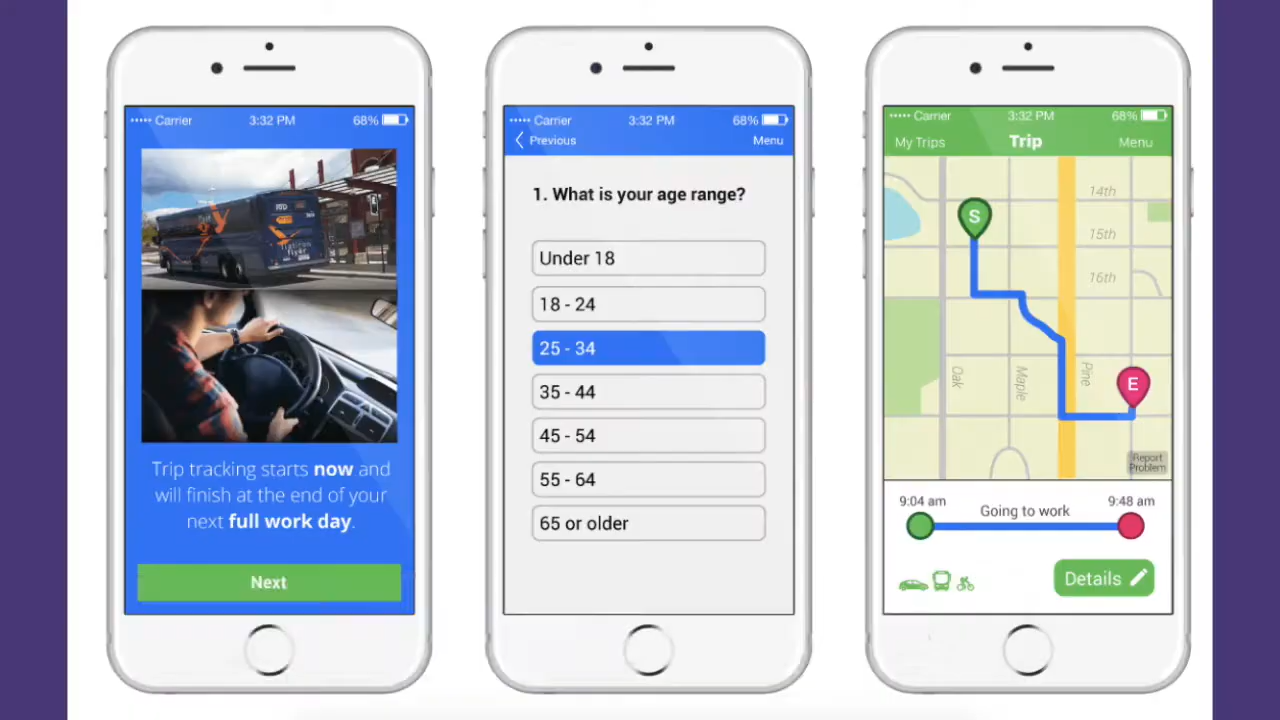 Carrier 3:32 PM 68%
RTD
flatiron
flyer
Trip tracking starts now and
will finish at the end of your
next full work day.
Next
Carrier 3:32 PM 68%
Previous Menu
1. What is your age range?
Under 18
18 - 24
25 - 34
35 - 44
45 - 54
55 - 64
65 or older
Carrier 3:32 PM 68%
My Trips Trip Menu
14th
S
15th
16th
Oak
Maple
Pine
E
Report
Problem
9:04 am 9:48 am
Going to work
Details